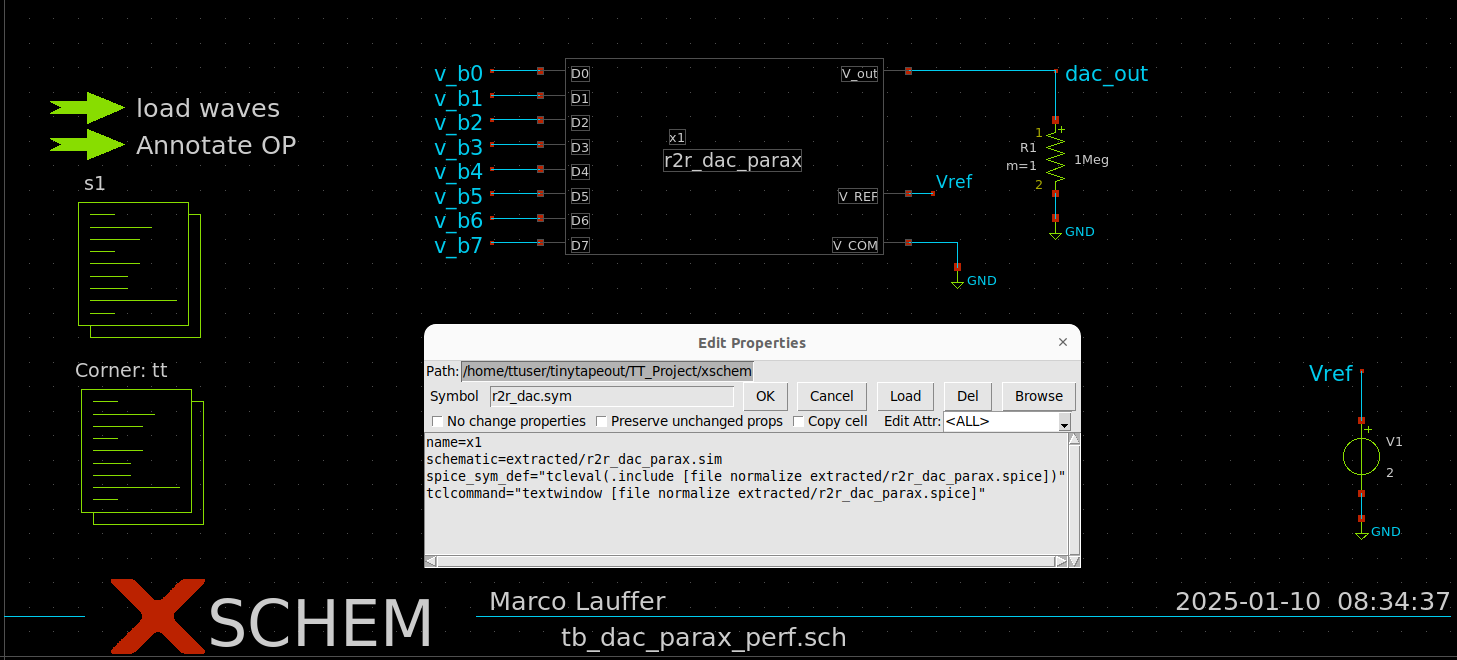 load waves
Annotate OP
s1
Corner: tt
v_b0
v_b1
v_b2
v_b3
v_b4
v_b5
v_b6
v_b7
D0
D1
D2
D3
D4
D5
D6
D7
x1
r2r_dac_parax
V_out
V_REF
V_COM
dac_out
1
+
R1
m=1
1Meg
2
GND
Vref
GND
Edit Properties
Path: /home/ttuser/tinytapeout/TT_Project/xschem
Symbol r2r_dac.sym OK Cancel Load Del Browse
No change properties Preserve unchanged props Copy cell Edit Attr: <ALL>
name=x1
schematic=extracted/r2r_dac_parax.sim
spice_sym_def="tcleval(.include [file normalize extracted/r2r_dac_parax.spice])"
tclcommand="textwindow [file normalize extracted/r2r_dac_parax.spice]"
Vref
+
V1
2
GND
XSCHEM
Marco Lauffer
2025-01-10 08:34:37
tb_dac_parax_perf.sch